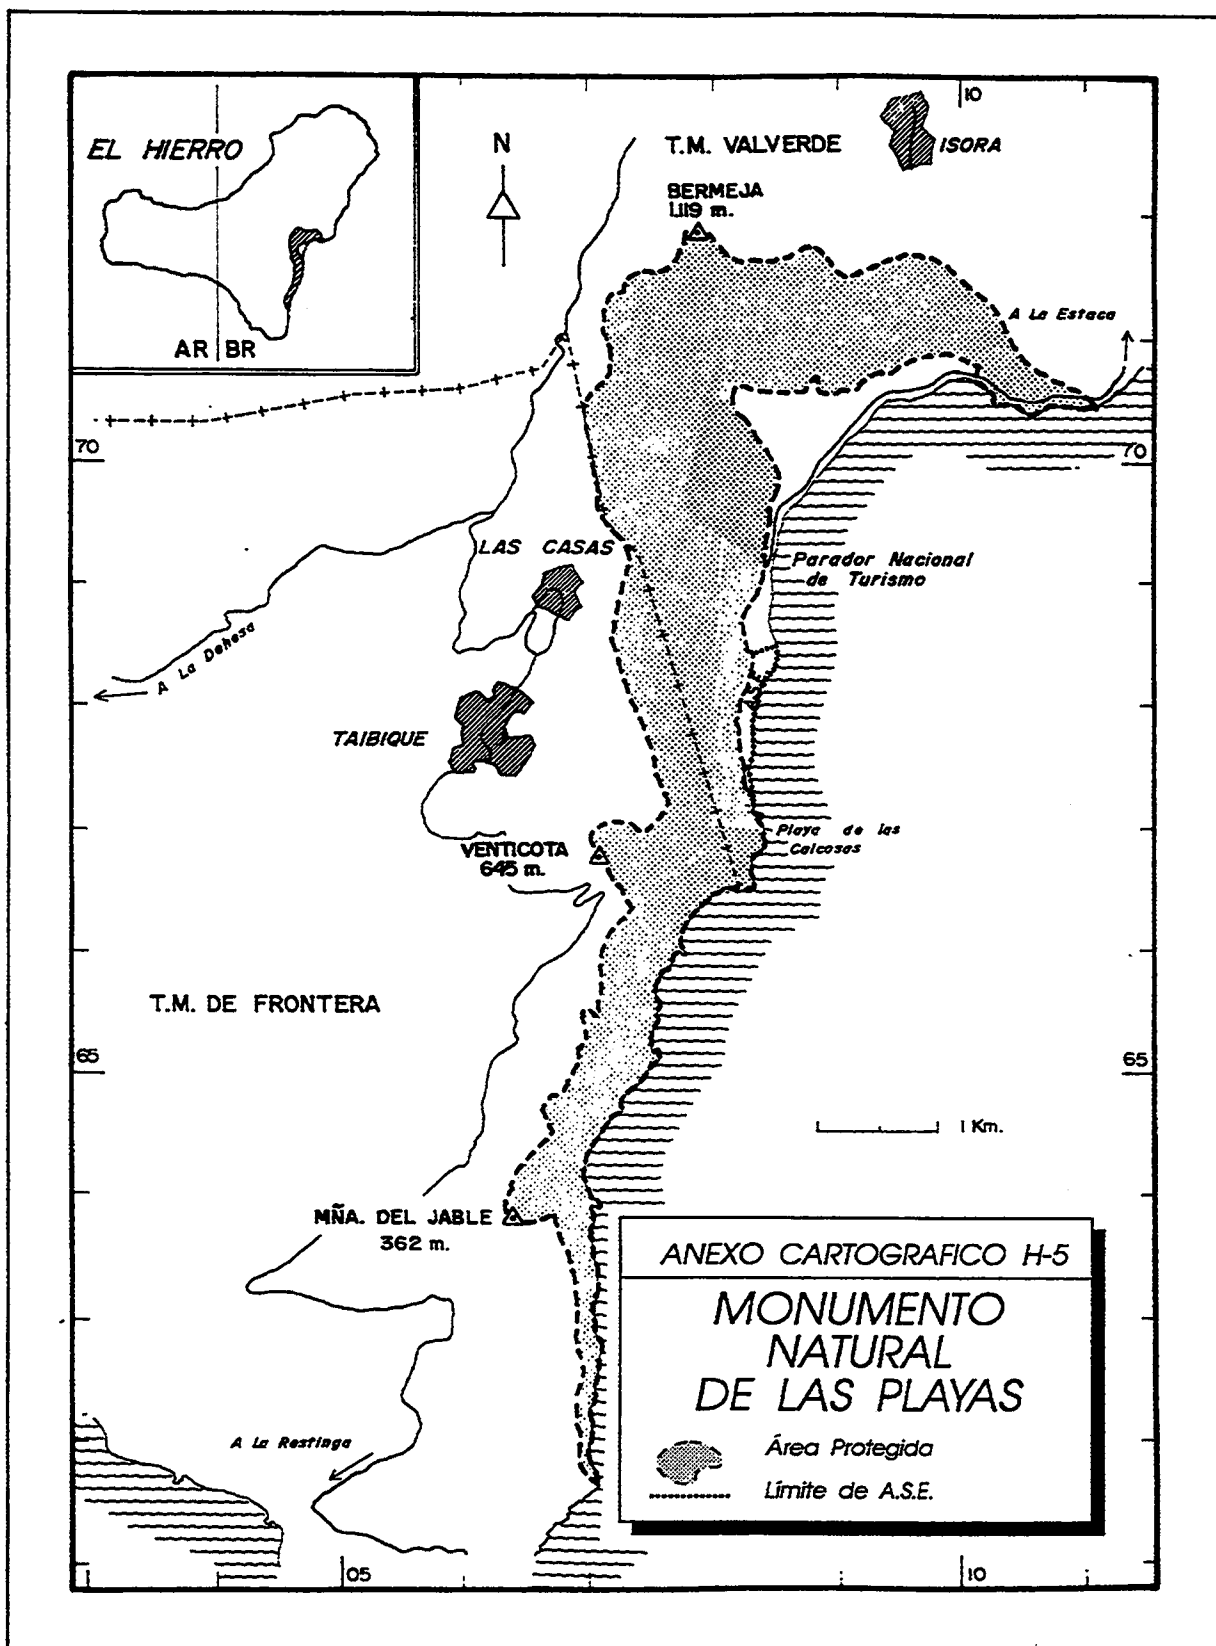 EL HIERRO
AR BR
N
10
T.M. VALVERDE
ISORA
BERMEJA
1.119 m.
A La Estaca
70
70
LAS CASAS
Parador Nacional
de Turismo
A La Dehesa
TAIBIQUE
Playa de las
Calcosas
VENTICOTA
645 m.
T.M. DE FRONTERA
65
65
1 Km.
MÑA. DEL JABLE
362 m.
ANEXO CARTOGRAFICO H-5
MONUMENTO
NATURAL
DE LAS PLAYAS
A La Restinga
Área Protegida
Límite de A.S.E.
05
10